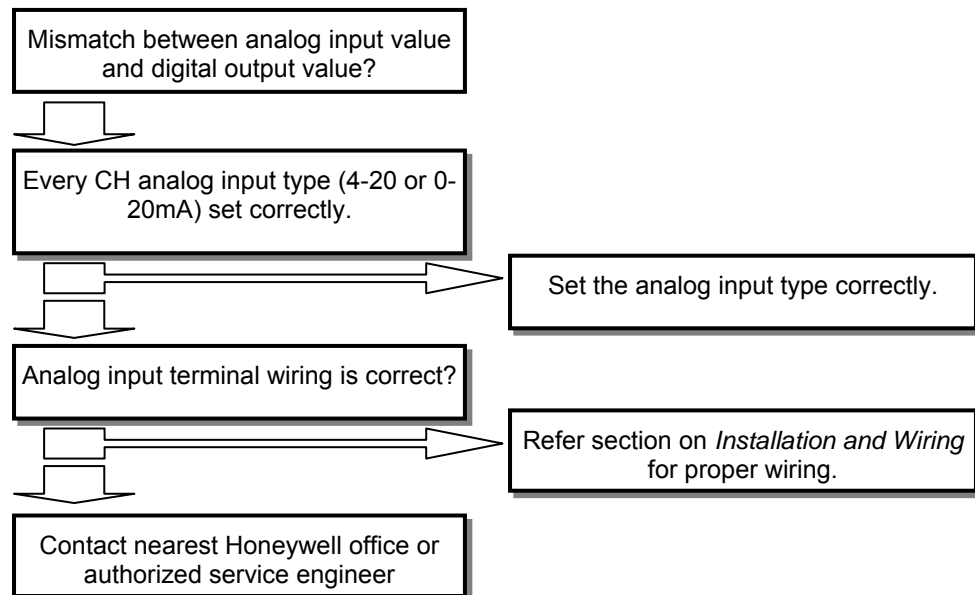 Mismatch between analog input value
and digital output value?
Every CH analog input type (4-20 or 0-
20mA) set correctly.
Set the analog input type correctly.
Analog input terminal wiring is correct?
Refer section on Installation and Wiring
for proper wiring.
Contact nearest Honeywell office or
authorized service engineer